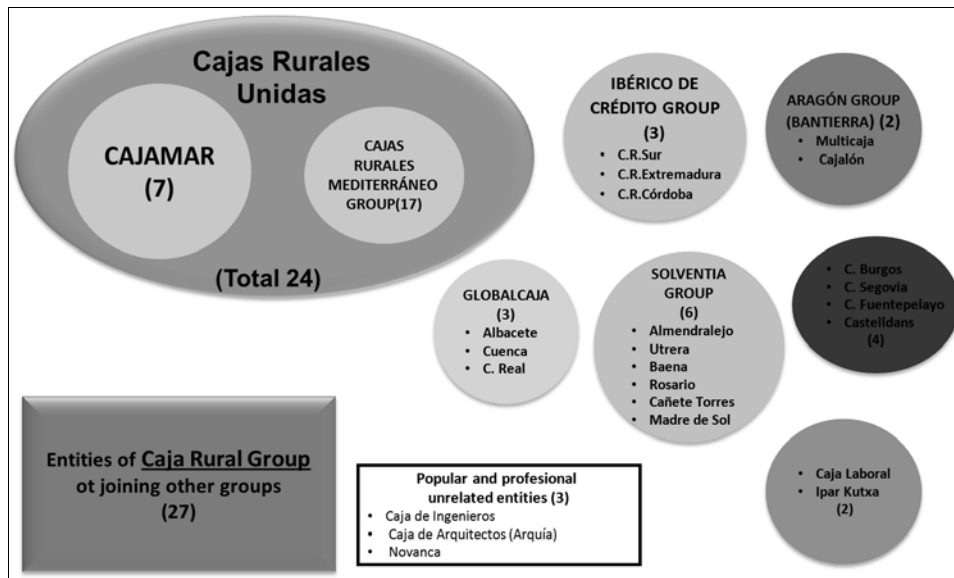 Cajas Rurales
Unidas
CAJAMAR
(7)
CAJAS
RURALES
MEDITERRÁNEO
GROUP(17)
(Total 24)
IBÉRICO DE
CRÉDITO GROUP
(3)
• C.R.Sur
• C.R.Extremadura
• C.R.Córdoba
ARAGÓN GROUP
(BANTIERRA) (2)
• Multicaja
• Cajalón
GLOBALCAJA
(3)
• Albacete
• Cuenca
• C. Real
SOLVENTIA
GROUP
(6)
• Almendralejo
• Utrera
• Baena
• Rosario
• Cañete Torres
• Madre de Sol
• C. Burgos
• C. Segovia
• C. Fuentepelayo
• Castelldans
(4)
Entities of Caja Rural Group
ot joining other groups
(27)
Popular and profesional
unrelated entities (3)
• Caja de Ingenieros
• Caja de Arquitectos (Arquía)
• Novanca
• Caja Laboral
• Ipar Kutxa
(2)